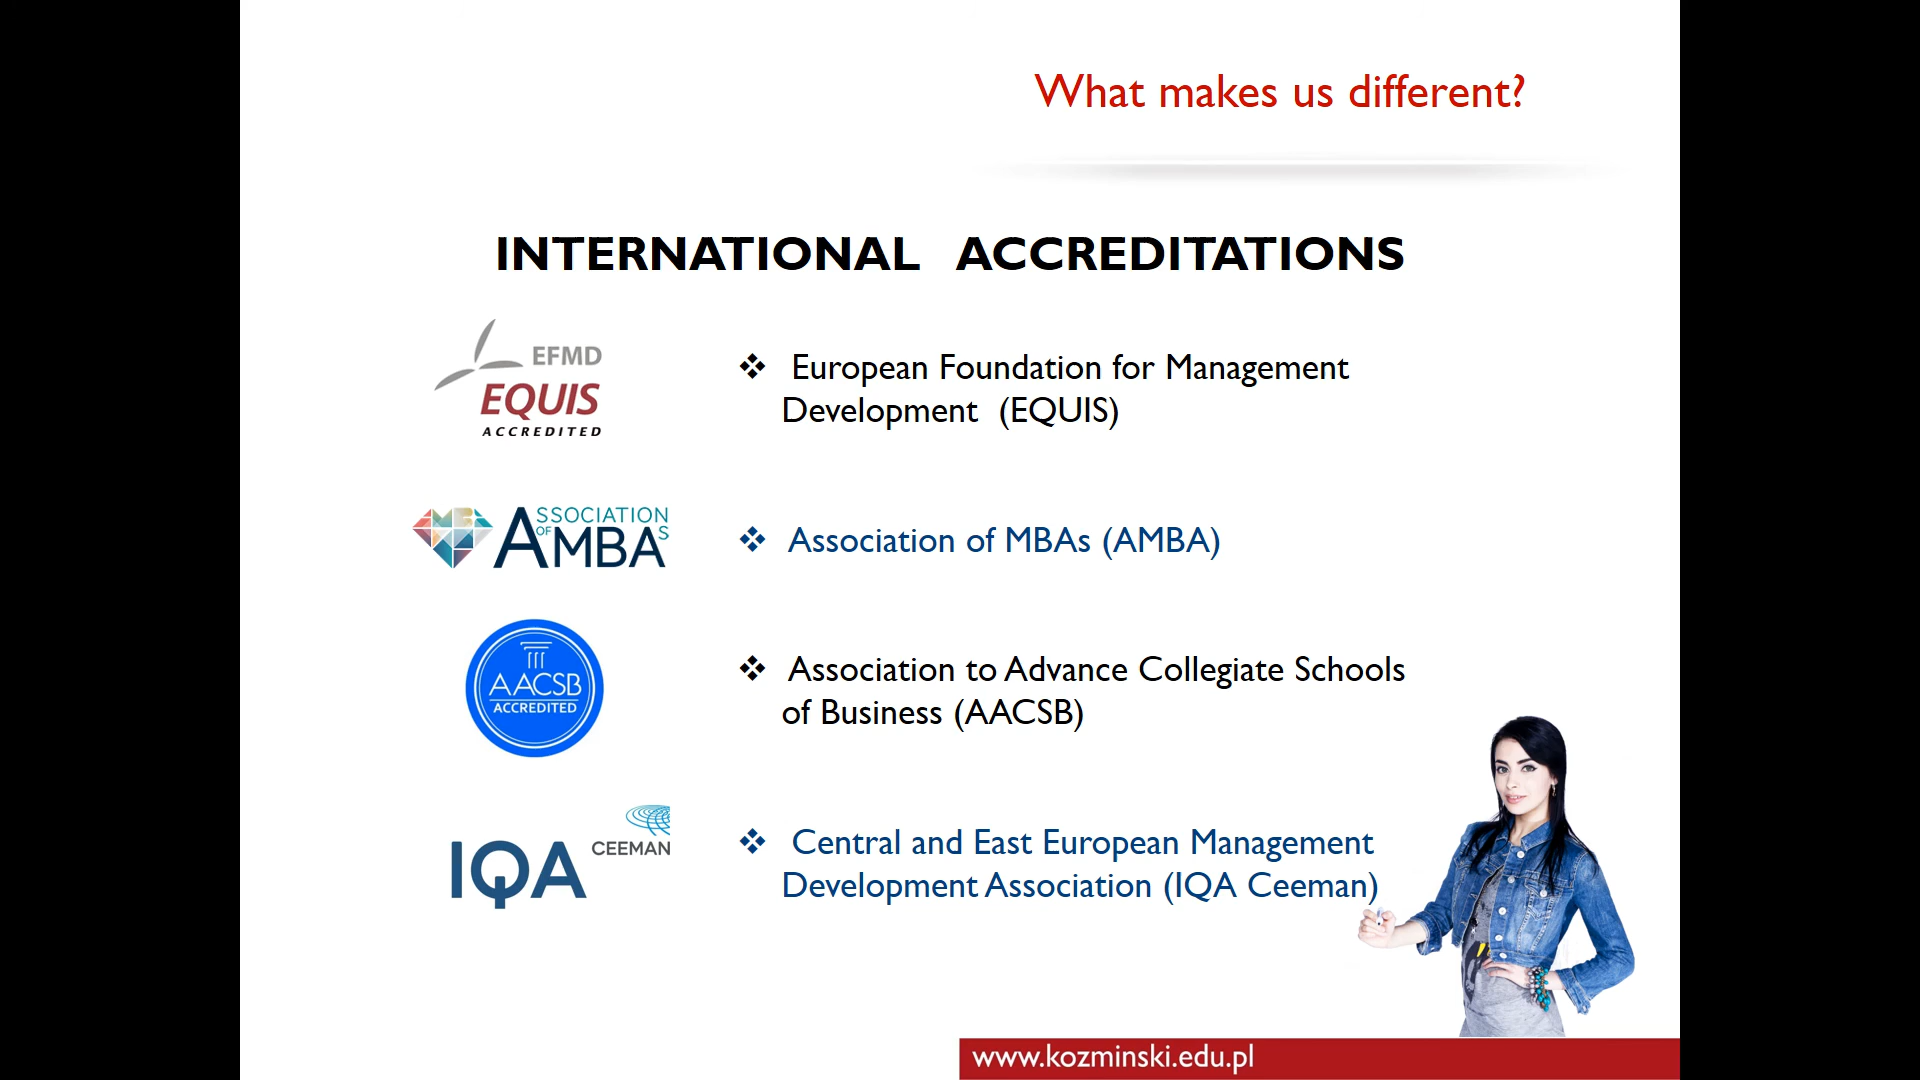 What makes us different?
INTERNATIONAL ACCREDITATIONS
EFMD
EQUIS
ACCREDITED
❖ European Foundation for Management
Development (EQUIS)
ASSOCIATION
OF
AMBAS
❖ Association of MBAs (AMBA)
AACSB
ACCREDITED
❖ Association to Advance Collegiate Schools
of Business (AACSB)
IQA CEEMAN
❖ Central and East European Management
Development Association (IQA Ceeman)
www.kozminski.edu.pl